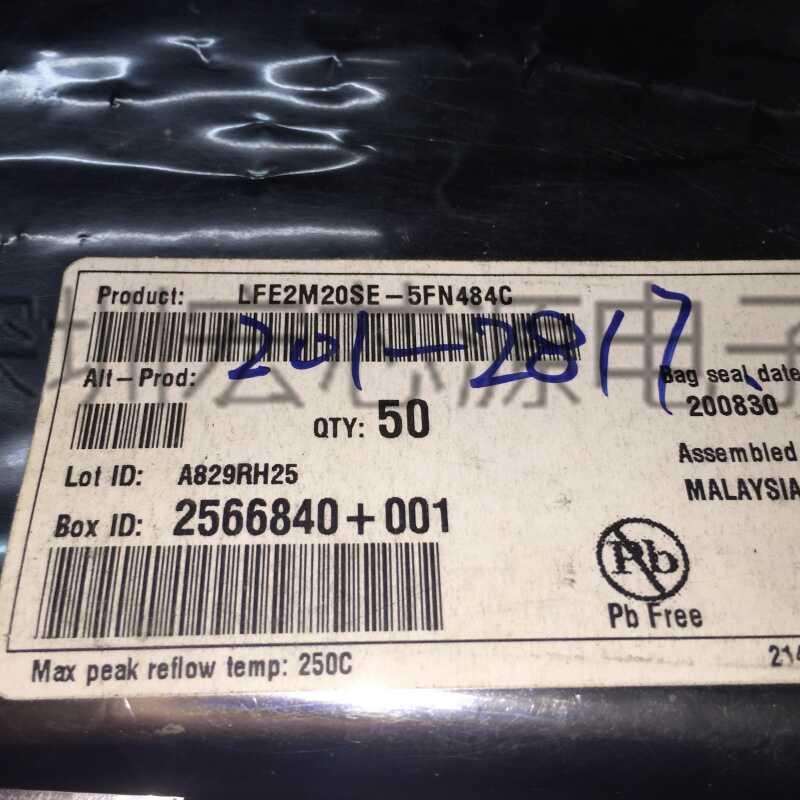 Product: LFE2M20SE-5FN484C
201-2817
Alt-Prod:
Bag seal date
200830
QTY: 50
Assembled
Lot ID: A829RH25
MALAYSIA
Box ID: 2566840+001
Pb
Pb Free
Max peak reflow temp: 250C
214